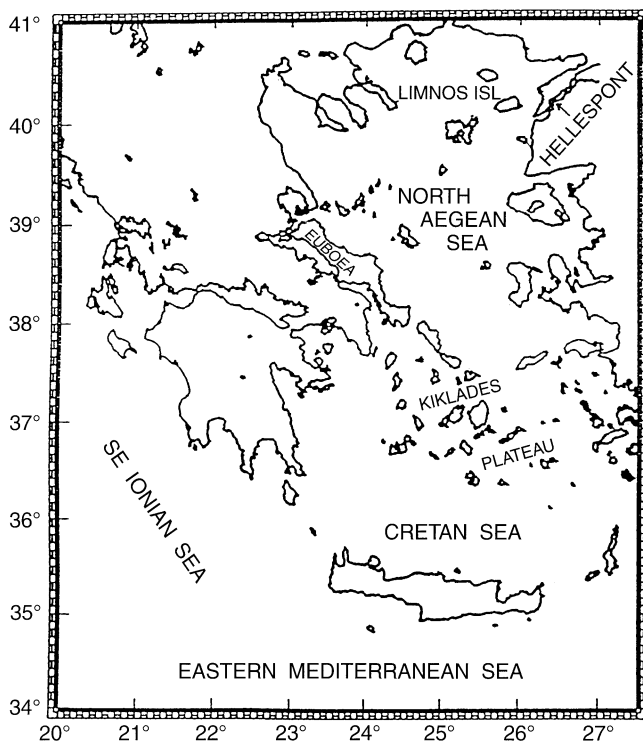 41°
40°
39°
38°
37°
36°
35°
34°
LIMNOS ISL
HELLESPONT
NORTH
AEGEAN
SEA
EUBOEA
KIKLADES
PLATEAU
SE IONIAN SEA
CRETAN SEA
EASTERN MEDITERRANEAN SEA
20° 21° 22° 23° 24° 25° 26° 27°